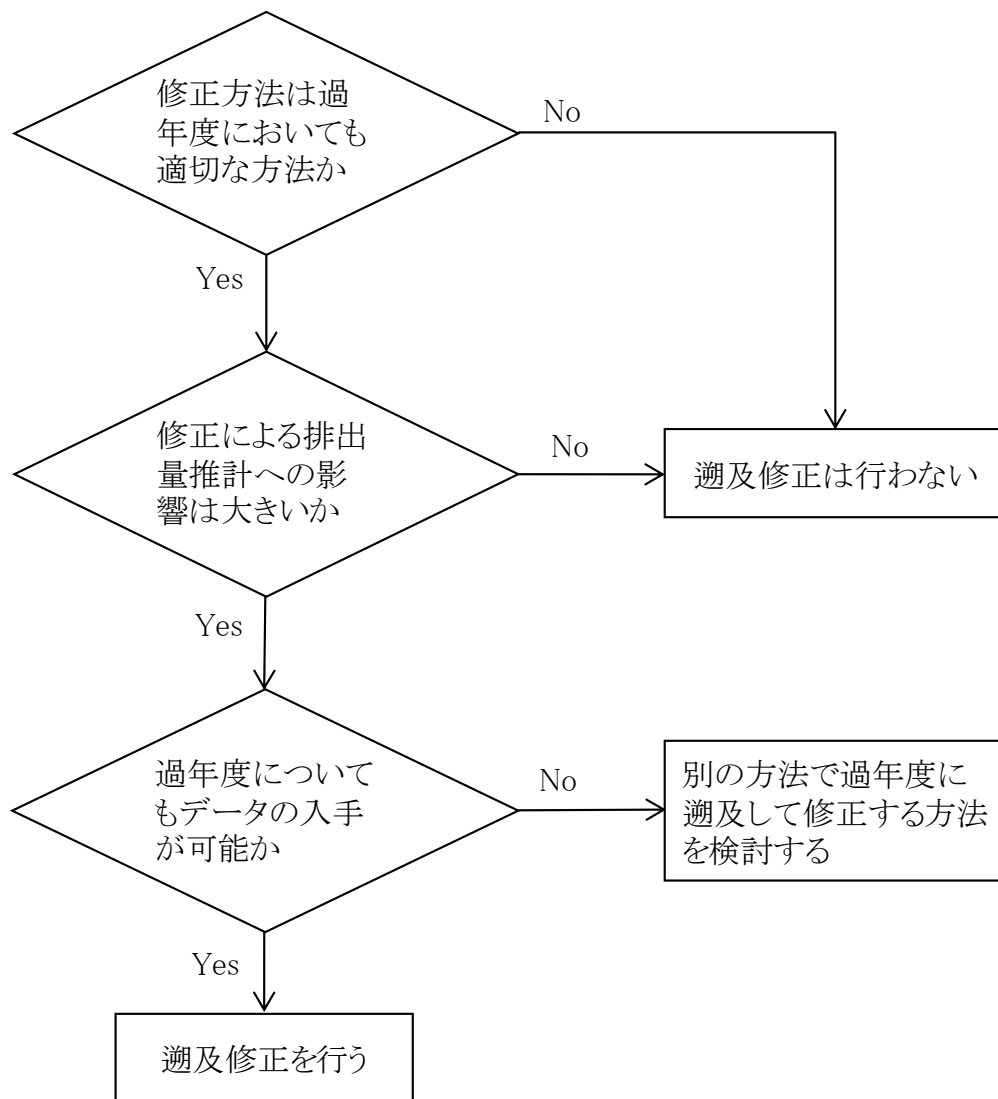 修正方法は過
年度においても
適切な方法か
No
Yes
修正による排出
量推計への影
響は大きいか
No
遡及修正は行わない
Yes
過年度について
もデータの入手
が可能か
No
別の方法で過年度に
遡及して修正する方法
を検討する
Yes
遡及修正を行う